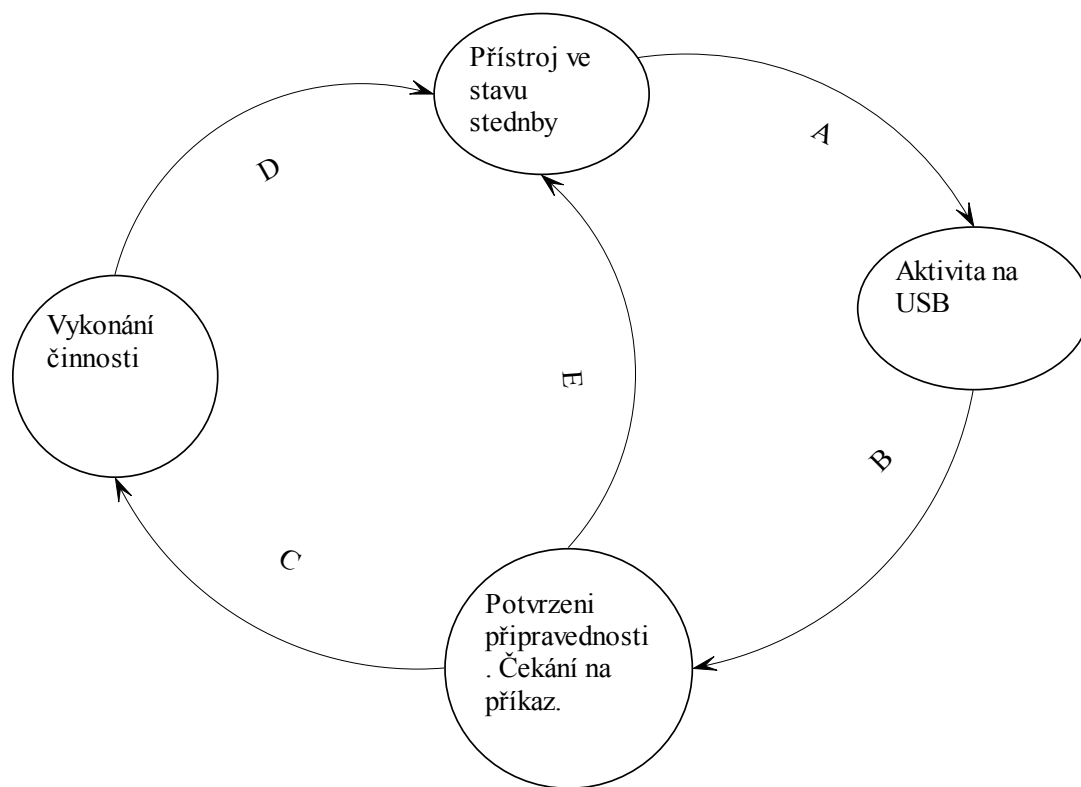 Přístroj ve
stavu
stednby
A
D
Aktivita na
USB
Vykonání
činnosti
E
B
C
Potvrzeni
připravednosti
. Čekání na
příkaz.